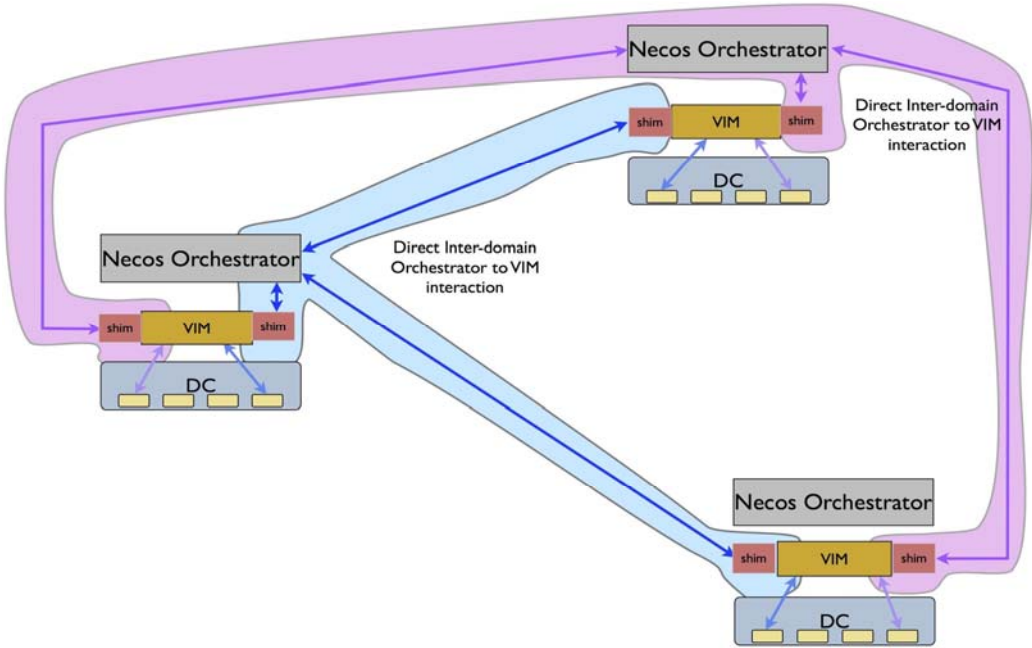 Necos Orchestrator
shim
VIM
shim
DC
Direct Inter-domain
Orchestrator to VIM
interaction
Necos Orchestrator
shim
VIM
shim
DC
Direct Inter-domain
Orchestrator to VIM
interaction
Necos Orchestrator
shim
VIM
shim
DC